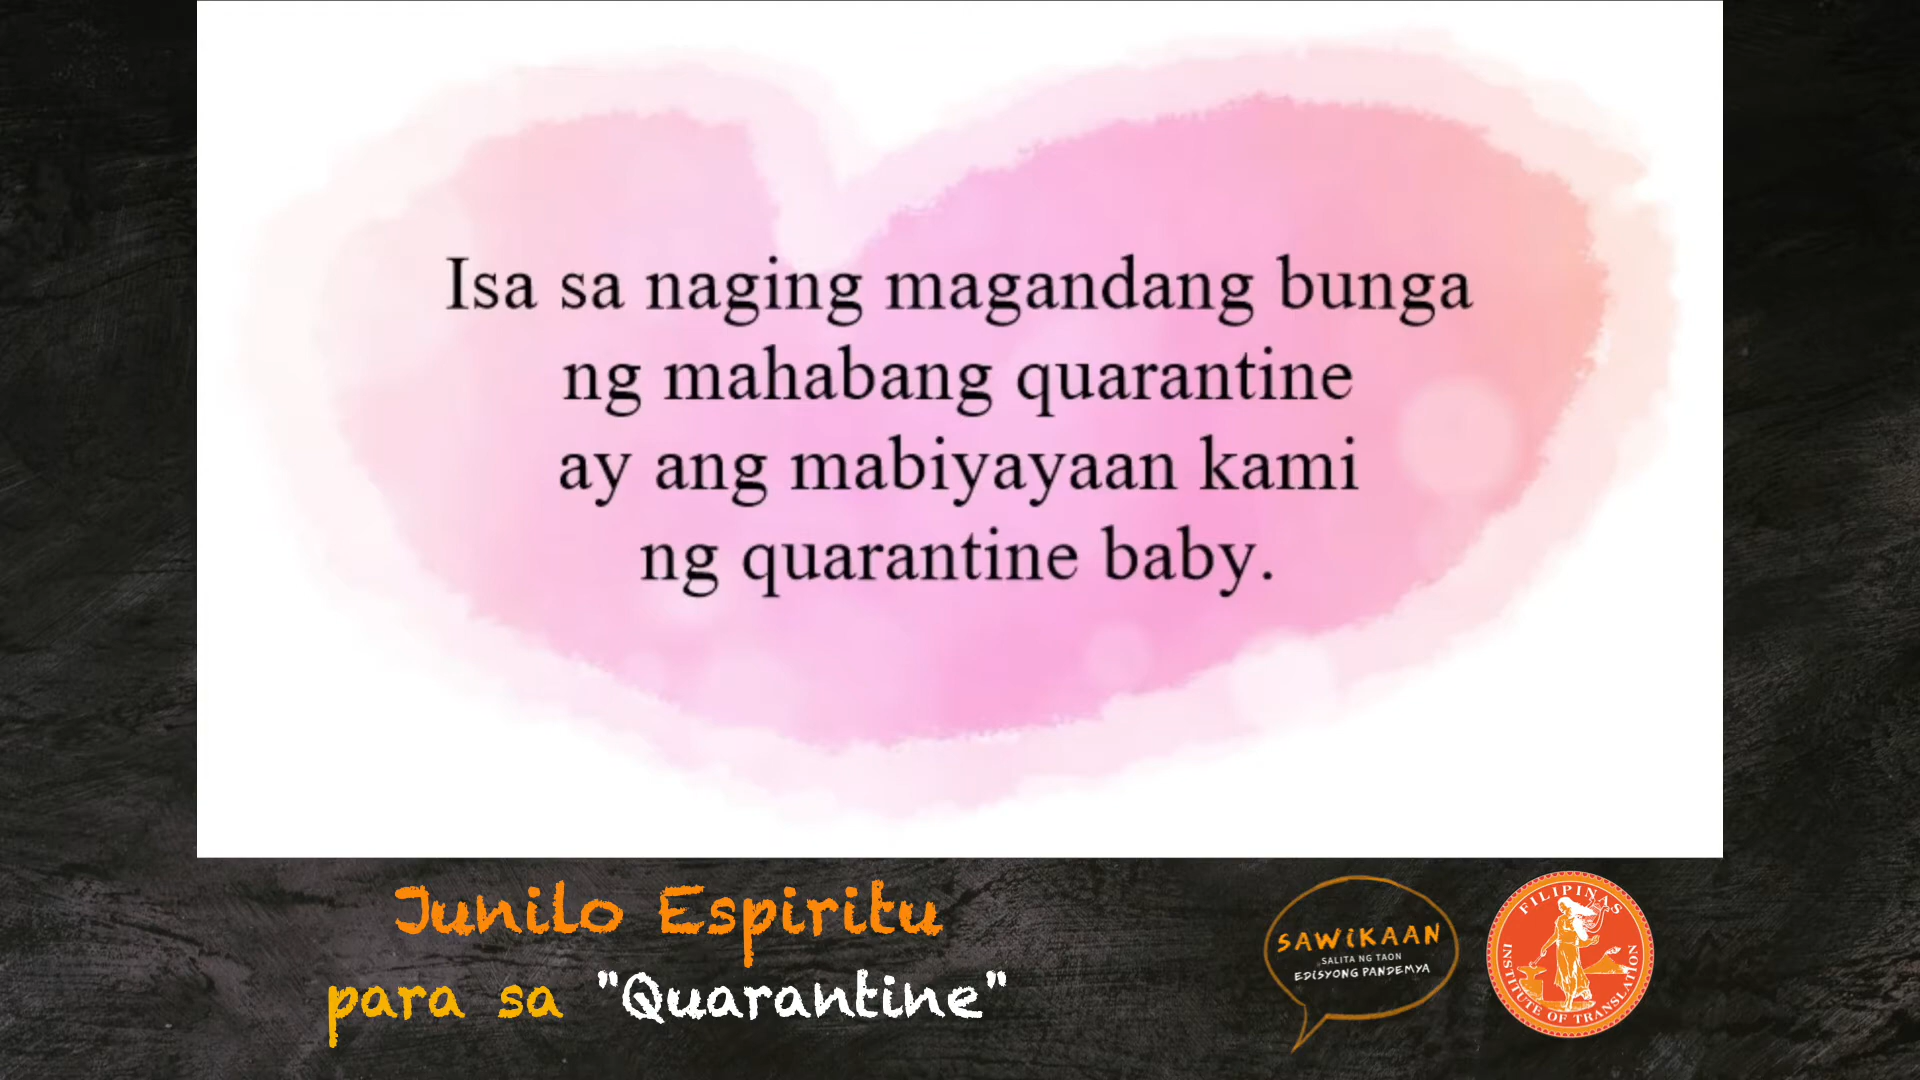 Isa sa naging magandang bunga
ng mahabang quarantine
ay ang mabiyayaan kami
ng quarantine baby.
Junilo Espiritu
para sa "Quarantine"
SAWiKAAN
SALITA NG TAON
EDISYONG PANDEMYA
FILIPINAS
INSTITUTE OF TRANSLATION